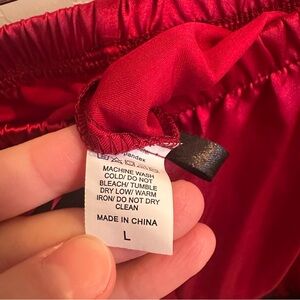 MACHINE WASH
COLD/ DO NOT
BLEACH/ TUMBLE
DRY LOW/ WARM
IRON/ DO NOT DRY
CLEAN
MADE IN CHINA
L